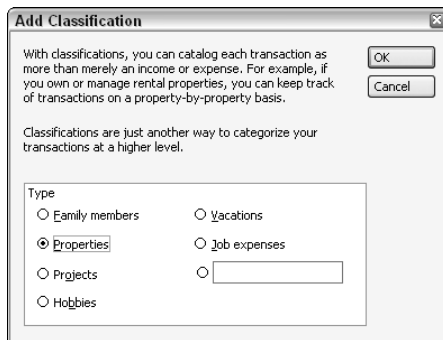 Add Classification
With classifications, you can catalog each transaction as
more than merely an income or expense. For example, if
you own or manage rental properties, you can keep track
of transactions on a property-by-property basis.
OK
Cancel
Classifications are just another way to categorize your
transactions at a higher level.
Type
Family members
Vacations
Properties
Job expenses
Projects
Hobbies